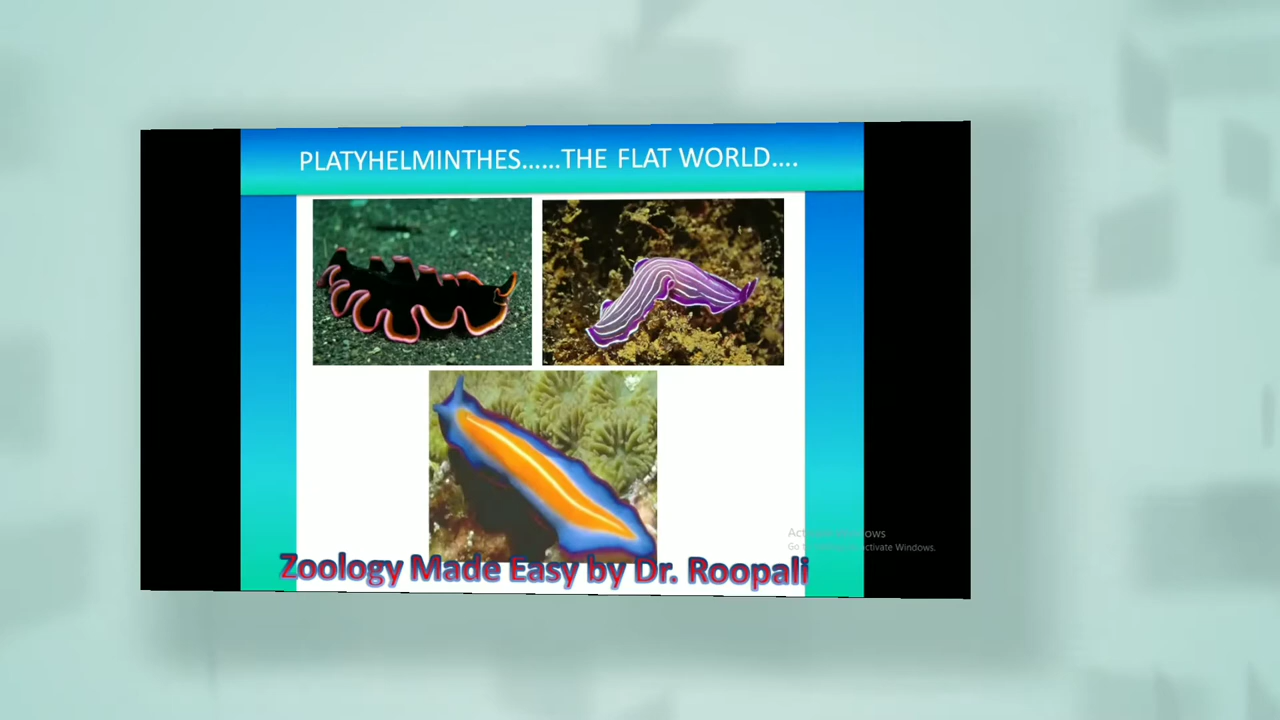 PLATYHELMINTHES......THE FLAT WORLD....
Zoology Made Easy by Dr. Roopali